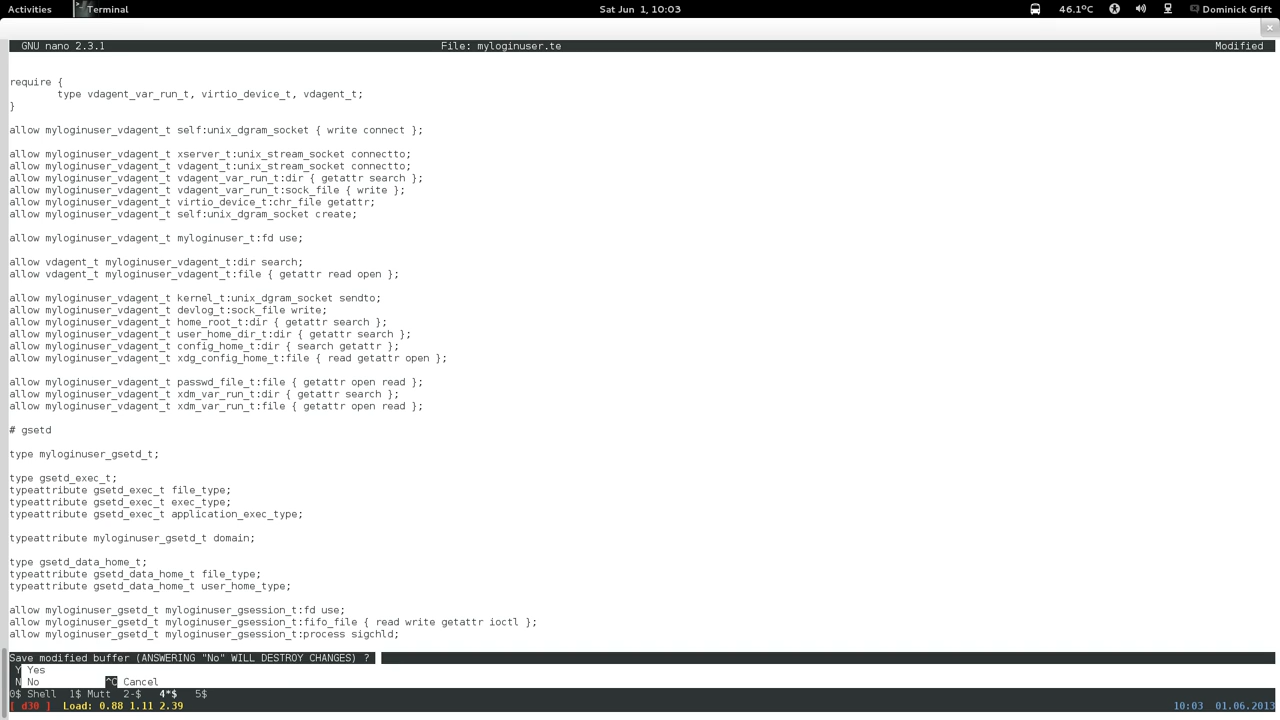 Activities Terminal Sat Jun 1, 10:03 46.1°C Dominick Grift
GNU nano 2.3.1 File: myloginuser.te Modified
require {
type vdagent_var_run_t, virtio_device_t, vdagent_t;
}
allow myloginuser_vdagent_t self:unix_dgram_socket { write connect };
allow myloginuser_vdagent_t xserver_t:unix_stream_socket connectto;
allow myloginuser_vdagent_t vdagent_t:unix_stream_socket connectto;
allow myloginuser_vdagent_t vdagent_var_run_t:dir { getattr search };
allow myloginuser_vdagent_t vdagent_var_run_t:sock_file { write };
allow myloginuser_vdagent_t virtio_device_t:chr_file getattr;
allow myloginuser_vdagent_t self:unix_dgram_socket create;
allow myloginuser_vdagent_t myloginuser_t:fd use;
allow vdagent_t myloginuser_vdagent_t:dir search;
allow vdagent_t myloginuser_vdagent_t:file { getattr read open };
allow myloginuser_vdagent_t kernel_t:unix_dgram_socket sendto;
allow myloginuser_vdagent_t devlog_t:sock_file write;
allow myloginuser_vdagent_t home_root_t:dir { getattr search };
allow myloginuser_vdagent_t user_home_dir_t:dir { getattr search };
allow myloginuser_vdagent_t config_home_t:dir { search getattr };
allow myloginuser_vdagent_t xdg_config_home_t:file { read getattr open };
allow myloginuser_vdagent_t passwd_file_t:file { getattr open read };
allow myloginuser_vdagent_t xdm_var_run_t:dir { getattr search };
allow myloginuser_vdagent_t xdm_var_run_t:file { getattr open read };
# gsetd
type myloginuser_gsetd_t;
type gsetd_exec_t;
typeattribute gsetd_exec_t file_type;
typeattribute gsetd_exec_t exec_type;
typeattribute gsetd_exec_t application_exec_type;
typeattribute myloginuser_gsetd_t domain;
type gsetd_data_home_t;
typeattribute gsetd_data_home_t file_type;
typeattribute gsetd_data_home_t user_home_type;
allow myloginuser_gsetd_t myloginuser_gsession_t:fd use;
allow myloginuser_gsetd_t myloginuser_gsession_t:fifo_file { read write getattr ioctl };
allow myloginuser_gsetd_t myloginuser_gsession_t:process sigchld;
Save modified buffer (ANSWERING "No" WILL DESTROY CHANGES) ?
Y Yes
N No ^C Cancel
0$ Shell 1$ Mutt 2-$ 4*$ 5$
[ d30 ] Load: 0.88 1.11 2.39 10:03 01.06.2013